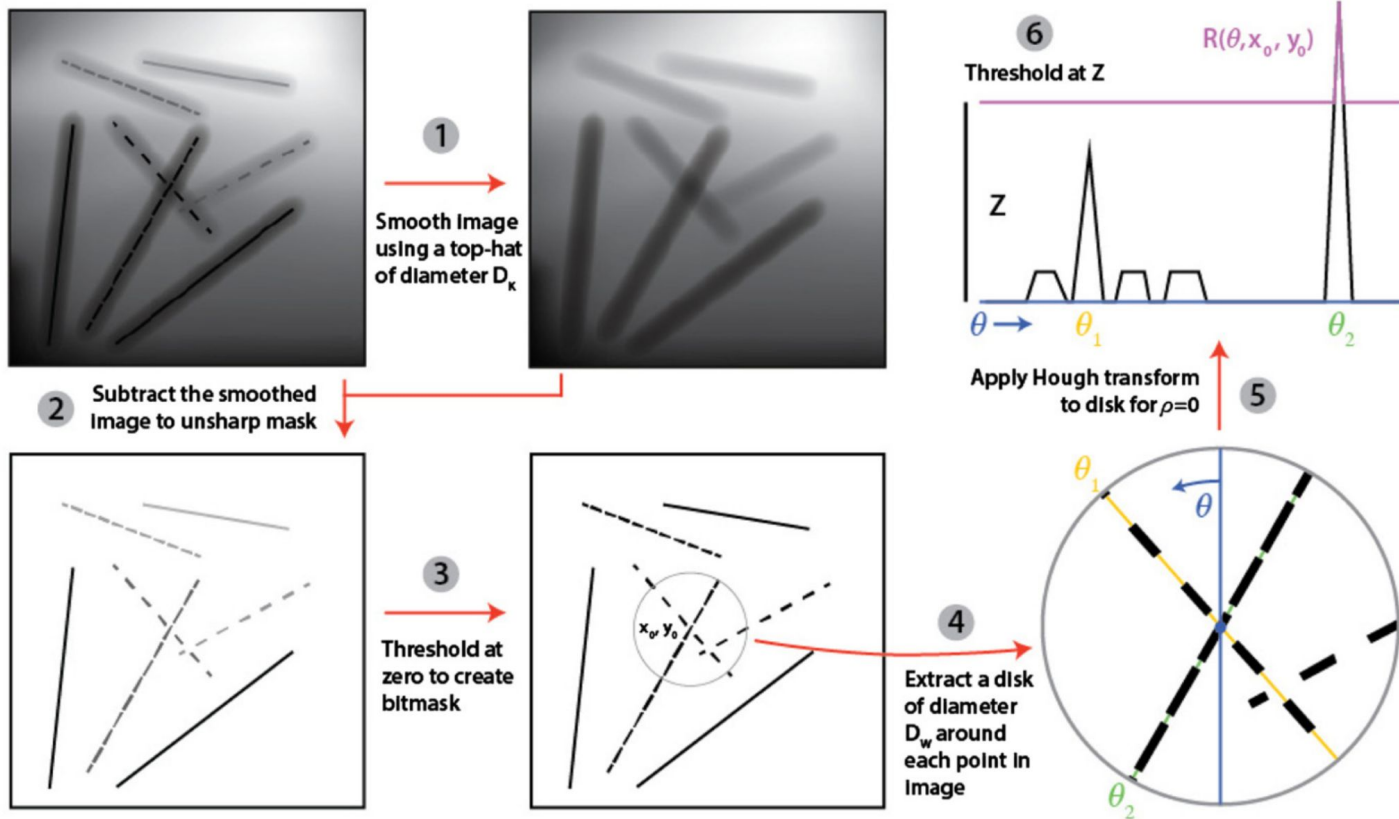 1
Smooth image
using a top-hat
of diameter Dκ
2
Subtract the smoothed
image to unsharp mask
3
Threshold at
zero to create
bitmask
x₀, y₀
4
Extract a disk
of diameter
D_w around
each point in
image
θ₁
θ
θ₂
5
Apply Hough transform
to disk for ρ=0
6
Threshold at Z
R(θ, x₀, y₀)
Z
θ
θ₁
θ₂